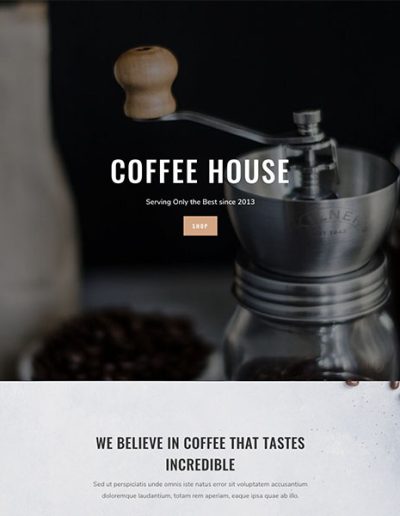 COFFEE HOUSE
Serving Only the Best since 2013
SHOP
WE BELIEVE IN COFFEE THAT TASTES
INCREDIBLE
Sed ut perspiciatis unde omnis iste natus error sit voluptatem accusantium
doloremque laudantium, totam rem aperiam, eaque ipsa quae ab illo.